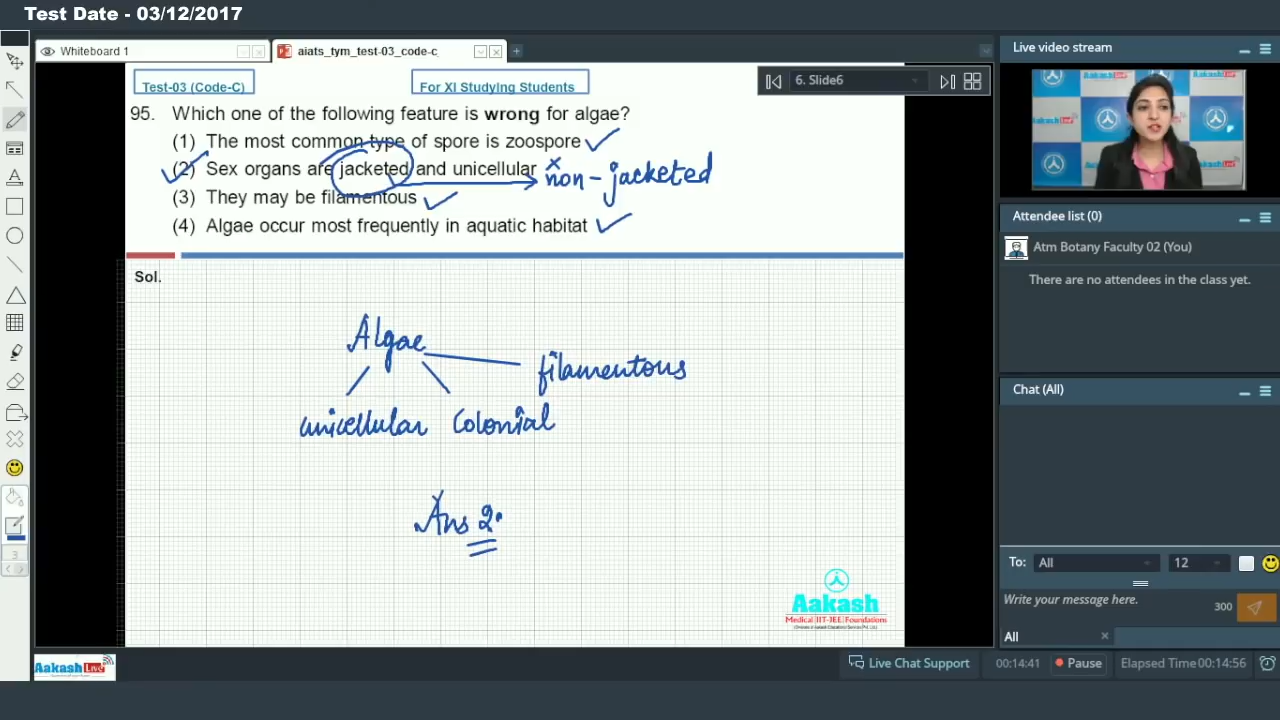 Test Date - 03/12/2017
Whiteboard 1
aiats_tym_test-03_code-c
Test-03 (Code-C)
For XI Studying Students
6. Slide6
95. Which one of the following feature is wrong for algae?
(1) The most common type of spore is zoospore
(2) Sex organs are jacketed and unicellular
non-jacketed
(3) They may be filamentous
(4) Algae occur most frequently in aquatic habitat
Sol.
Algae
filamentous
unicellular colonial
Ans 2.
Aakash
Medical|IIT-JEE|Foundations
Live video stream
Attendee list (0)
Atm Botany Faculty 02 (You)
There are no attendees in the class yet.
Chat (All)
To: All 12
Write your message here.
300
All
3
Aakash Live
Live Chat Support
00:14:41
Pause
Elapsed Time 00:14:56